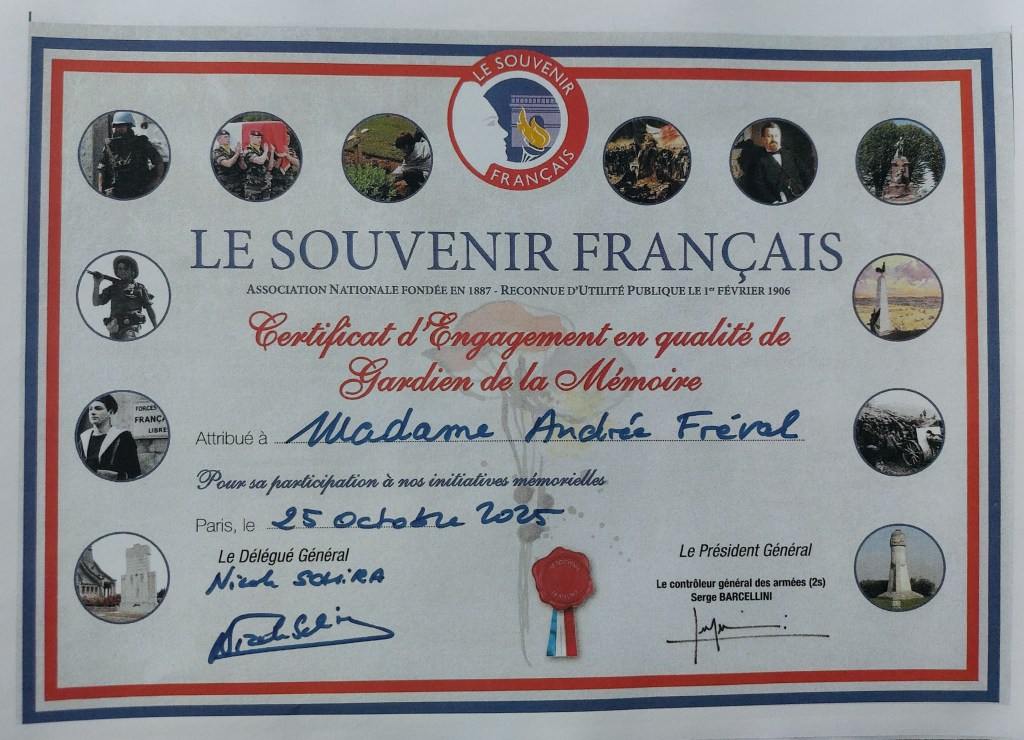 LE SOUVENIR
FRANÇAIS
LE SOUVENIR FRANÇAIS
ASSOCIATION NATIONALE FONDÉE EN 1887 - RECONNUE D'UTILITÉ PUBLIQUE LE 1er FÉVRIER 1906
Certificat d'Engagement en qualité de
Gardien de la Mémoire
Attribué à Madame Andrée Fréval
FORCES
FRANÇA
LIBRE
Pour sa participation à nos initiatives mémorielles
Paris, le 25 octobre 2025
Le Délégué Général
Le Président Général
Le contrôleur général des armées (2s)
Serge BARCELLINI